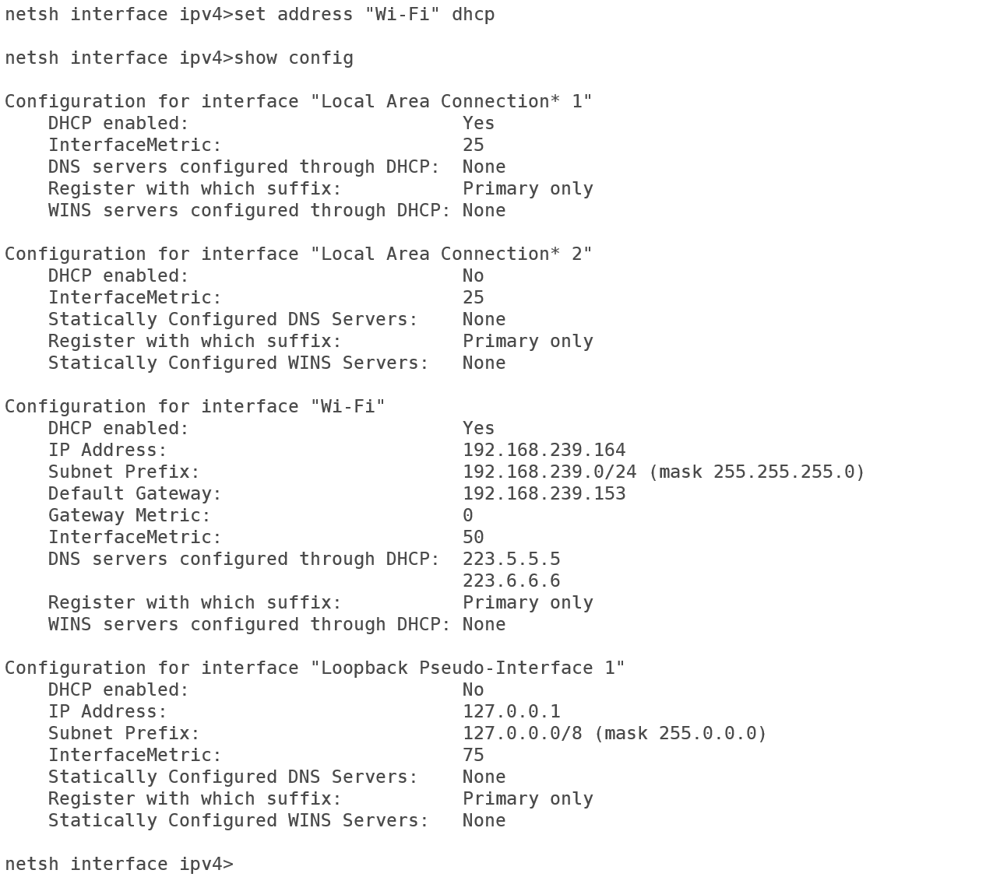 netsh interface ipv4>set address "Wi-Fi" dhcp

netsh interface ipv4>show config

Configuration for interface "Local Area Connection* 1"
    DHCP enabled:                         Yes
    InterfaceMetric:                      25
    DNS servers configured through DHCP:  None
    Register with which suffix:           Primary only
    WINS servers configured through DHCP: None

Configuration for interface "Local Area Connection* 2"
    DHCP enabled:                         No
    InterfaceMetric:                      25
    Statically Configured DNS Servers:    None
    Register with which suffix:           Primary only
    Statically Configured WINS Servers:   None

Configuration for interface "Wi-Fi"
    DHCP enabled:                         Yes
    IP Address:                           192.168.239.164
    Subnet Prefix:                        192.168.239.0/24 (mask 255.255.255.0)
    Default Gateway:                      192.168.239.153
    Gateway Metric:                       0
    InterfaceMetric:                      50
    DNS servers configured through DHCP:  223.5.5.5
                                          223.6.6.6
    Register with which suffix:           Primary only
    WINS servers configured through DHCP: None

Configuration for interface "Loopback Pseudo-Interface 1"
    DHCP enabled:                         No
    IP Address:                           127.0.0.1
    Subnet Prefix:                        127.0.0.0/8 (mask 255.0.0.0)
    InterfaceMetric:                      75
    Statically Configured DNS Servers:    None
    Register with which suffix:           Primary only
    Statically Configured WINS Servers:   None

netsh interface ipv4>